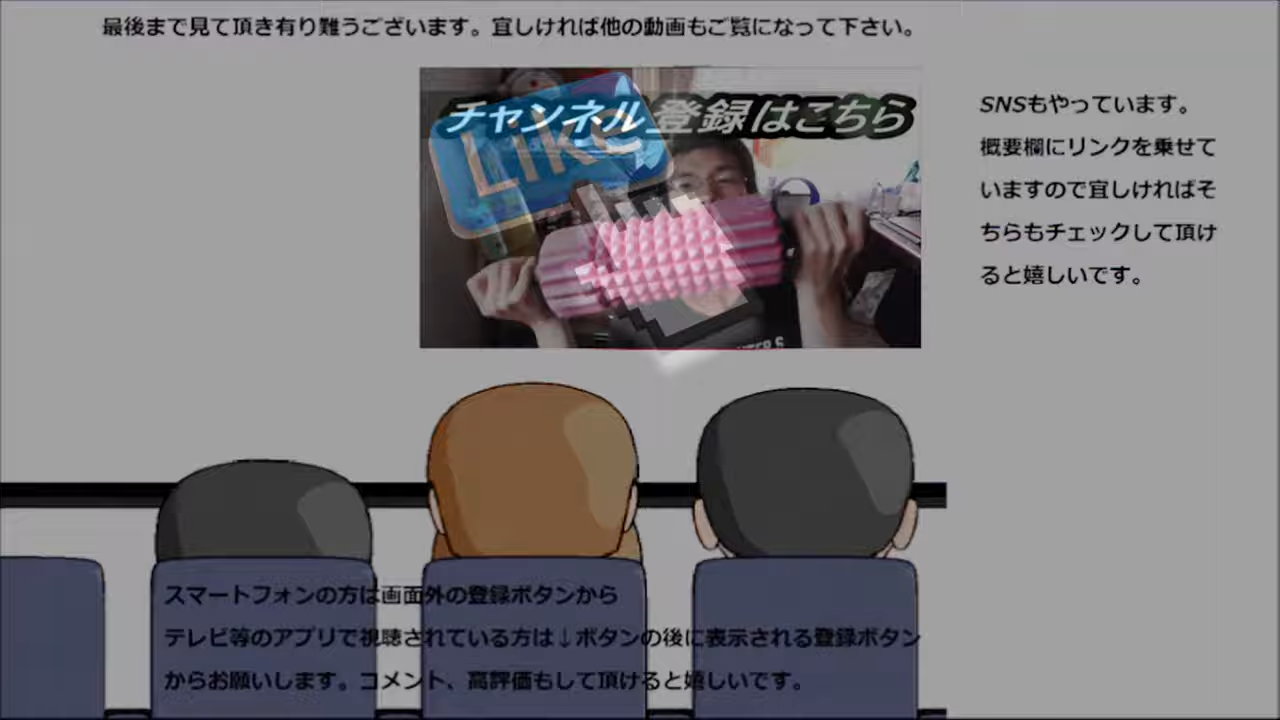 最後まで見て頂き有り難うございます。宜しければ他の動画もご覧になって下さい。
チャンネル登録はこちら
LIKE
SNSもやっています。
概要欄にリンクを乗せて
いますので宜しければそ
ちらもチェックして頂け
ると嬉しいです。
スマートフォンの方は画面外の登録ボタンから
テレビ等のアプリで視聴されている方は↓ボタンの後に表示される登録ボタン
からお願いします。コメント、高評価もして頂けると嬉しいです。